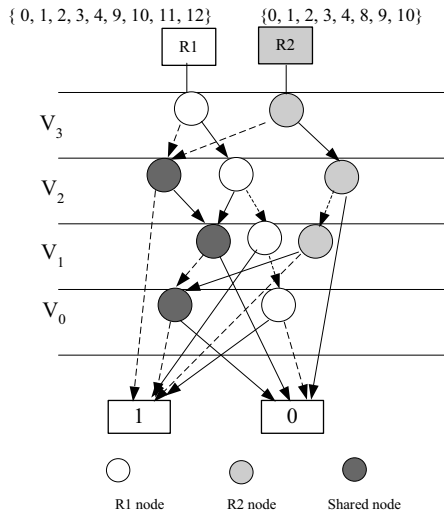 { 0, 1, 2, 3, 4, 9, 10, 11, 12} {0, 1, 2, 3, 4, 8, 9, 10}
R1 R2
V3
V2
V1
V0
1 0
R1 node R2 node Shared node